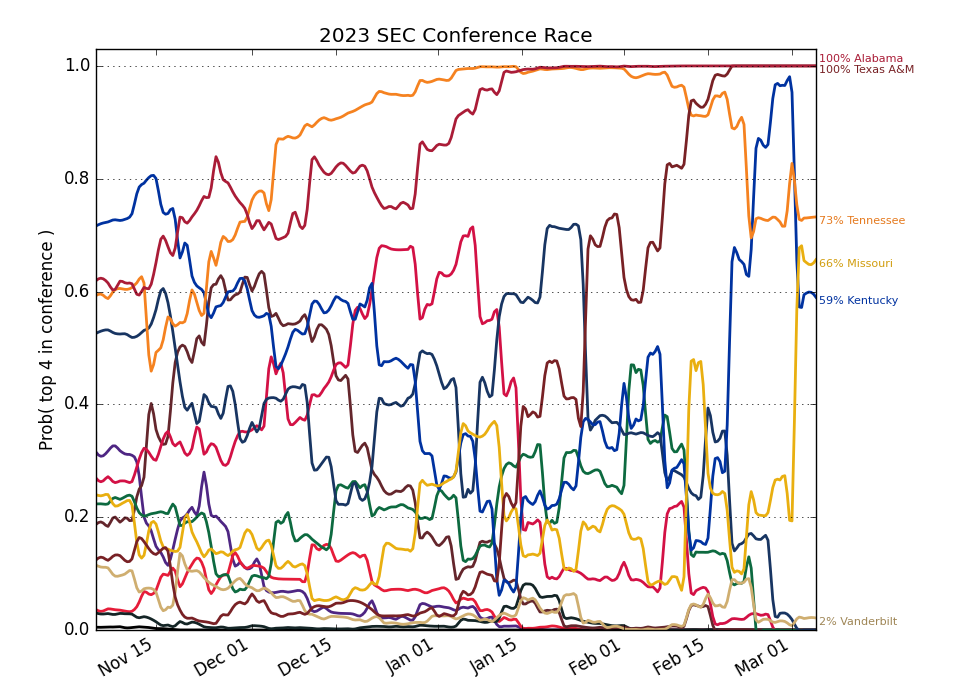 2023 SEC Conference Race
Prob( top 4 in conference )
1.0
0.8
0.6
0.4
0.2
0.0
100% Alabama
100% Texas A&M
73% Tennessee
66% Missouri
59% Kentucky
2% Vanderbilt
Nov 15
Dec 01
Dec 15
Jan 01
Jan 15
Feb 01
Feb 15
Mar 01